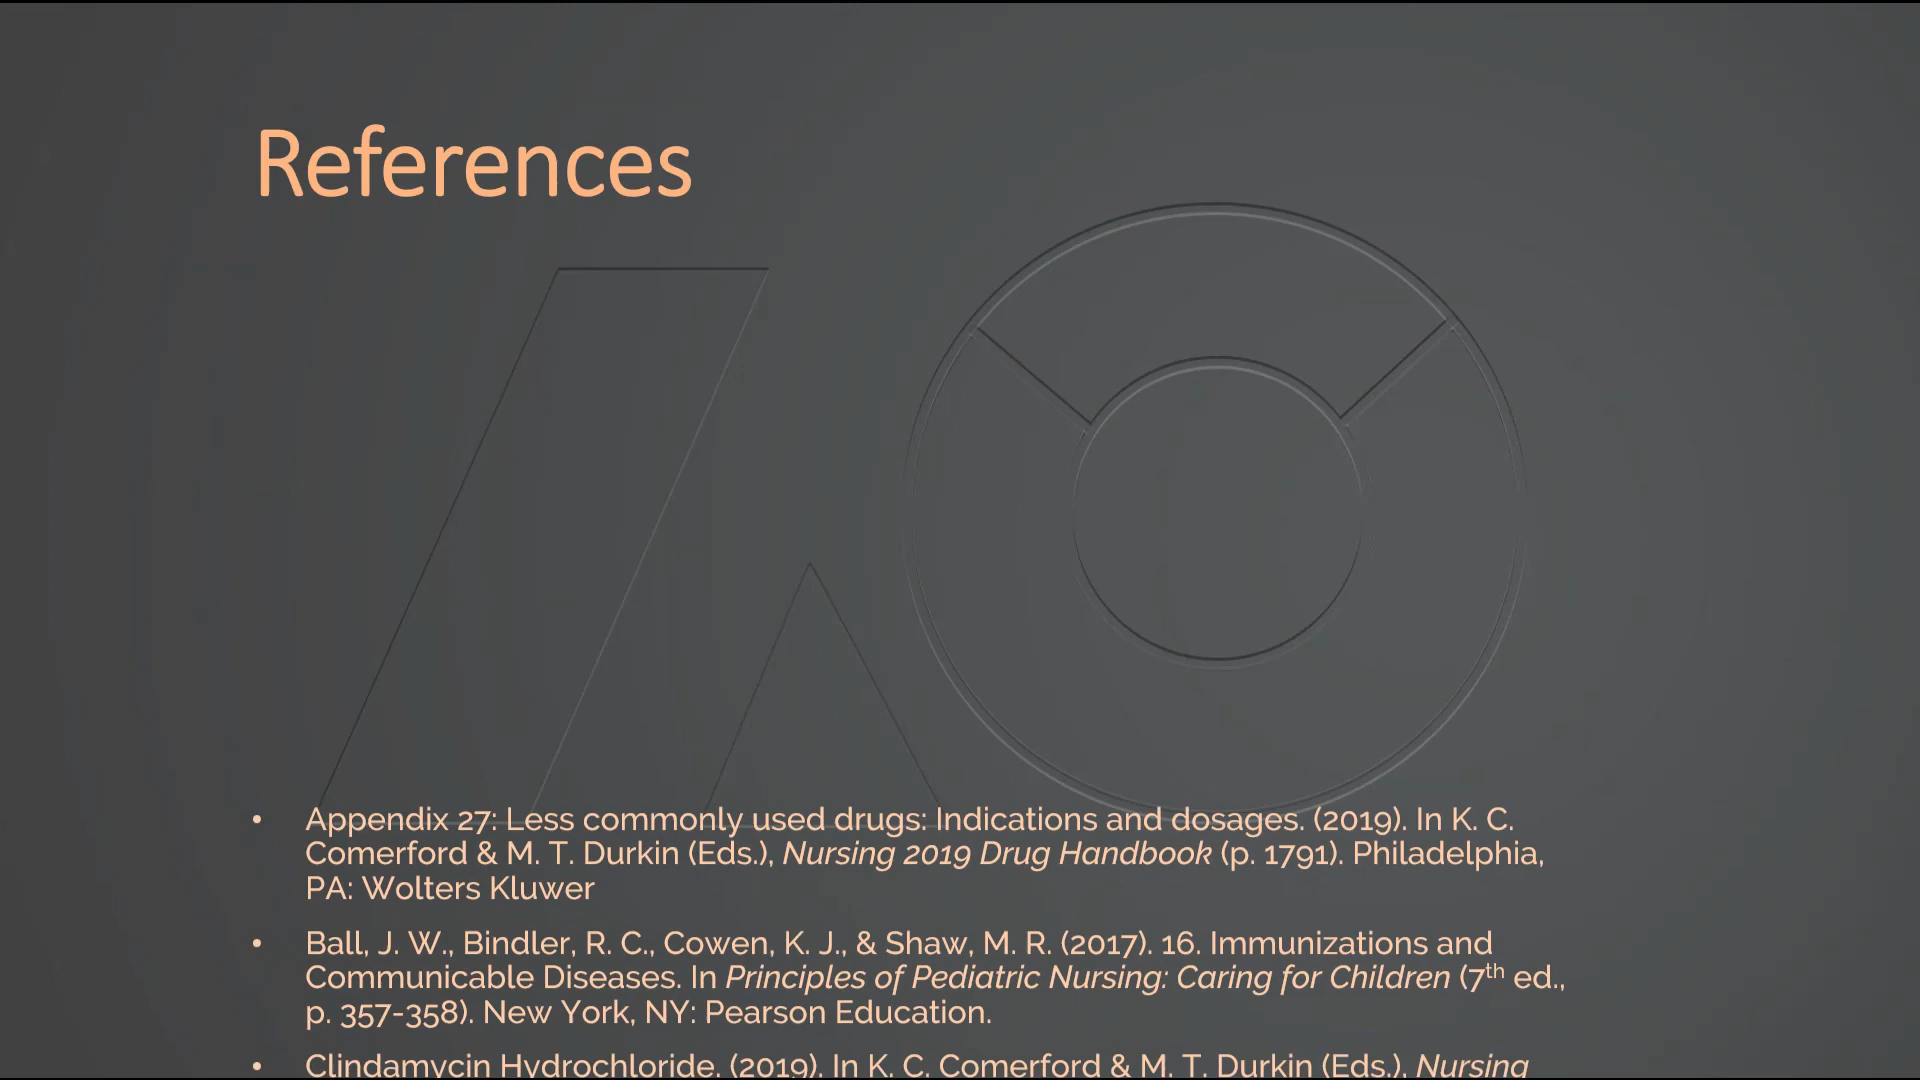 References
• Appendix 27: Less commonly used drugs: Indications and dosages. (2019). In K. C.
Comerford & M. T. Durkin (Eds.), Nursing 2019 Drug Handbook (p. 1791). Philadelphia,
PA: Wolters Kluwer
• Ball, J. W., Bindler, R. C., Cowen, K. J., & Shaw, M. R. (2017). 16. Immunizations and
Communicable Diseases. In Principles of Pediatric Nursing: Caring for Children (7th ed.,
p. 357-358). New York, NY: Pearson Education.
• Clindamycin Hydrochloride. (2019). In K. C. Comerford & M. T. Durkin (Eds.), Nursing